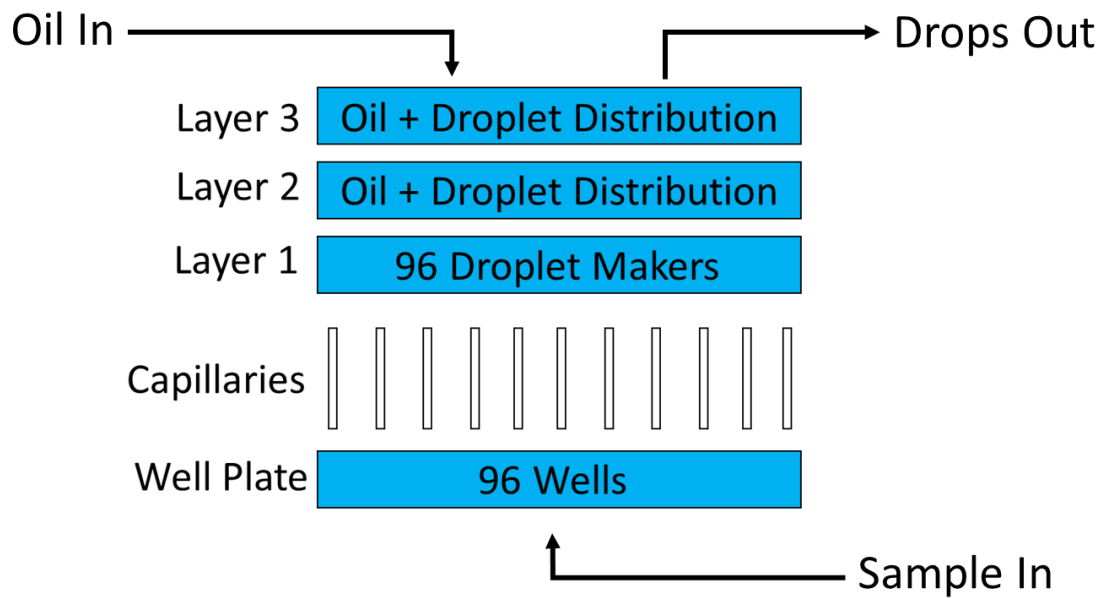 Oil In
Drops Out
Layer 3
Oil + Droplet Distribution
Layer 2
Oil + Droplet Distribution
Layer 1
96 Droplet Makers
Capillaries
Well Plate
96 Wells
Sample In